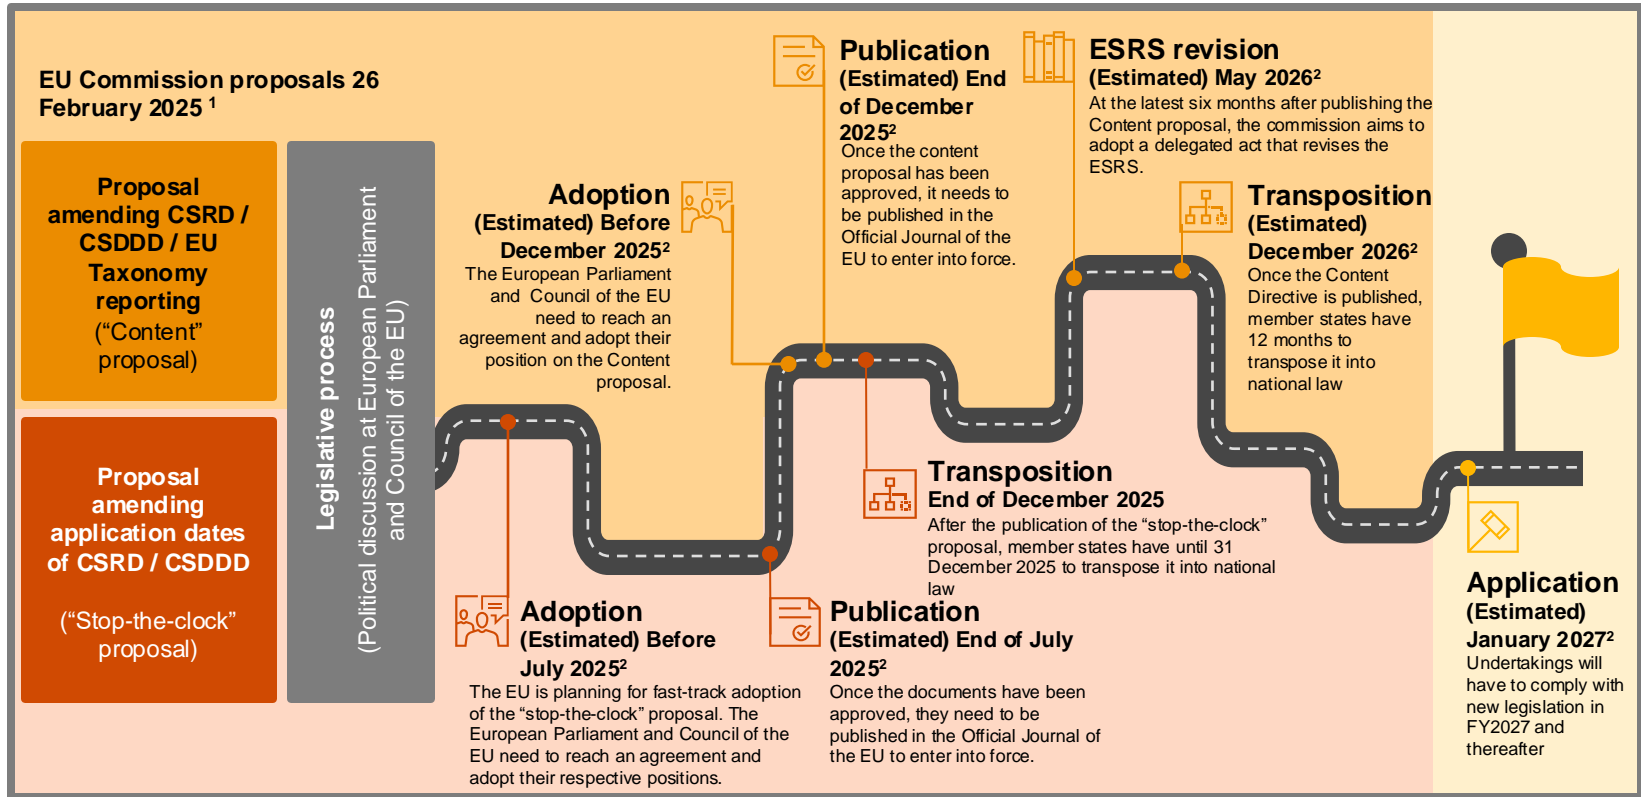 EU Commission proposals 26
February 2025 ¹
Proposal
amending CSRD /
CSDDD / EU
Taxonomy
reporting
(“Content”
proposal)
Proposal
amending
application dates
of CSRD / CSDDD
(“Stop-the-clock”
proposal)
Legislative process
(Political discussion at European Parliament
and Council of the EU)
Adoption
(Estimated) Before
December 2025²
The European Parliament
and Council of the EU
need to reach an
agreement and adopt their
position on the Content
proposal.
Publication
(Estimated) End
of December
2025²
Once the content
proposal has been
approved, it needs to
be published in the
Official Journal of the
EU to enter into force.
ESRS revision
(Estimated) May 2026²
At the latest six months after publishing the
Content proposal, the commission aims to
adopt a delegated act that revises the
ESRS.
Transposition
(Estimated)
December 2026²
Once the Content
Directive is published,
member states have
12 months to
transpose it into
national law
Transposition
End of December 2025
After the publication of the “stop-the-clock”
proposal, member states have until 31
December 2025 to transpose it into national
law
Adoption
(Estimated) Before
July 2025²
The EU is planning for fast-track adoption
of the “stop-the-clock” proposal. The
European Parliament and Council of the
EU need to reach an agreement and
adopt their respective positions.
Publication
(Estimated) End of July
2025²
Once the documents have been
approved, they need to be
published in the Official Journal of
the EU to enter into force.
Application
(Estimated)
January 2027²
Undertakings will
have to comply with
new legislation in
FY2027 and
thereafter